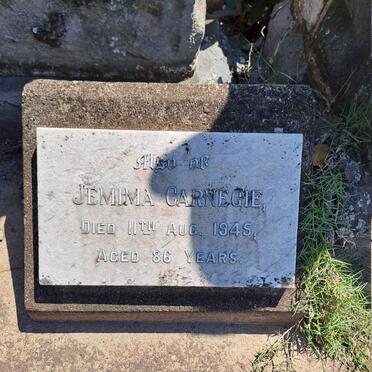 Also of
Jemima Carnegie,
Died 11th Aug. 1945,
Aged 86 Years.